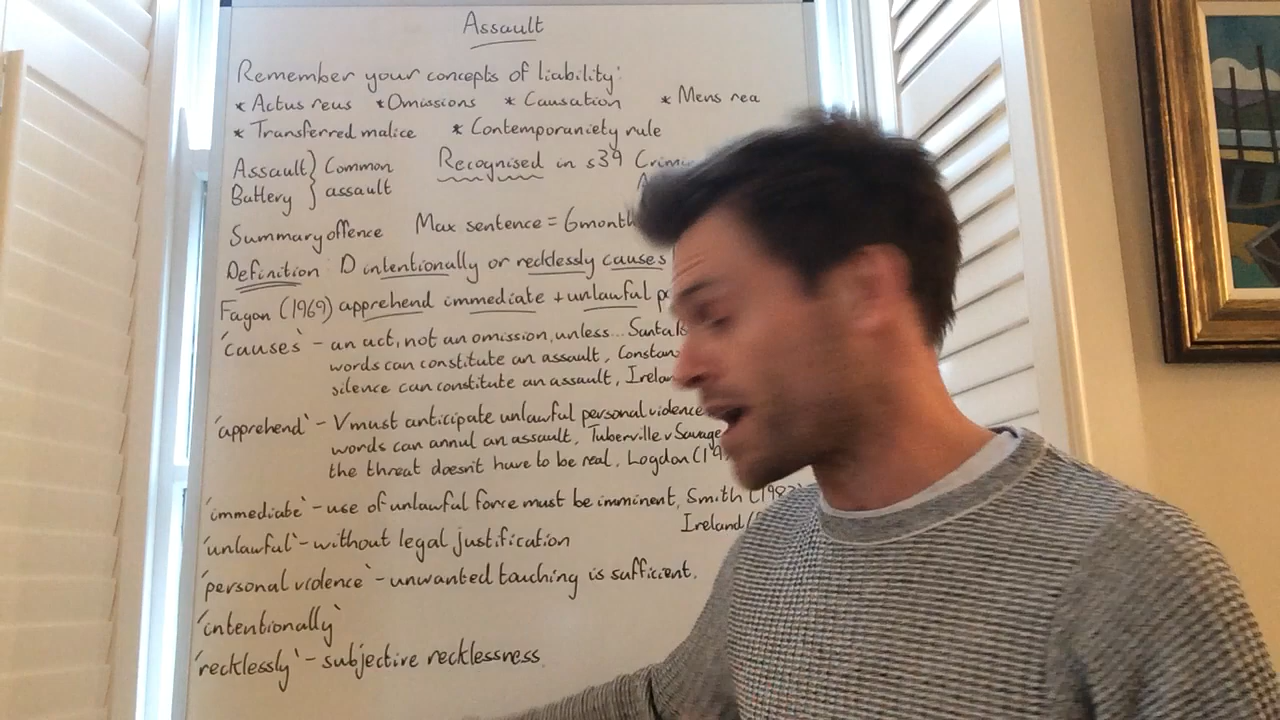 Assault
Remember your concepts of liability:
* Actus reus * Omissions * Causation * Mens rea
* Transferred malice * Contemporaniety rule
Assault } Common Recognised in s39
Battery } assault
Summary offence Max sentence = 6month
Definition D intentionally or recklessly causes
Fagan (1969) apprehend immediate + unlawful
'causes' - an act, not an omission, unless...
words can constitute an assault,
silence can constitute an assault,
'apprehend' - V must anticipate unlawful personal violence
words can annul an assault, Tuberville v Savage
the threat doesn't have to be real, Logdon
'immediate' - use of unlawful force must be imminent, Smith (1983)
Ireland
'unlawful' - without legal justification
'personal violence' - unwanted touching is sufficient.
'intentionally'
'recklessly' - subjective recklessness